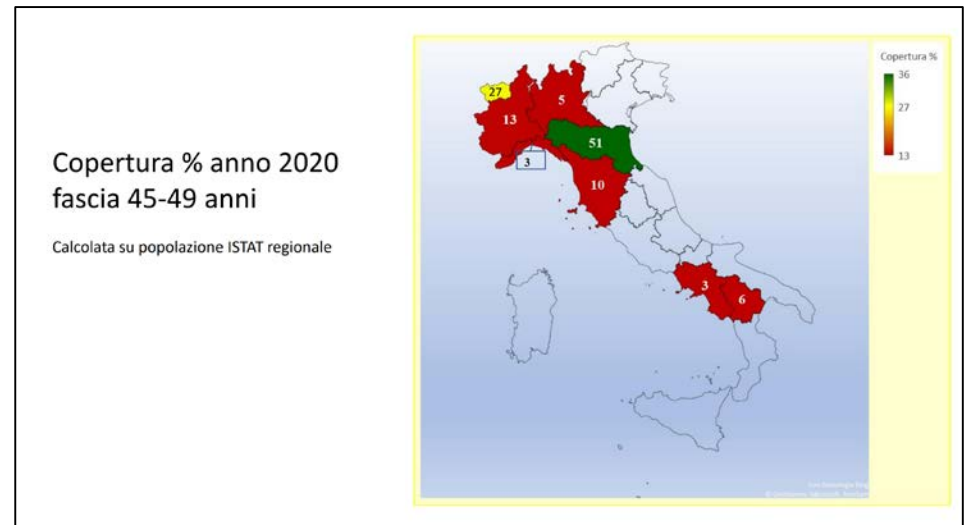 Copertura % anno 2020
fascia 45-49 anni
Calcolata su popolazione ISTAT regionale
27
5
13
51
3
10
3
6
Copertura %
36
27
13